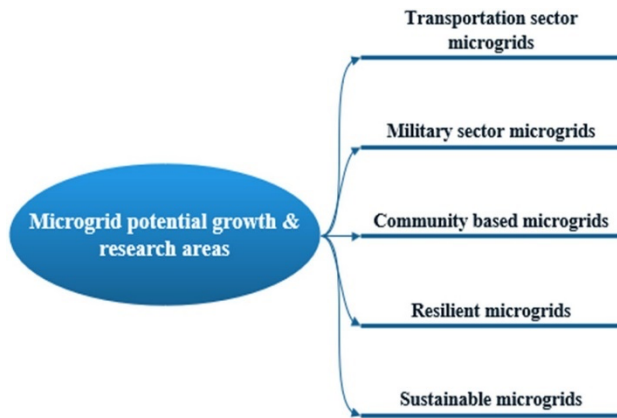 Transportation sector
microgrids
Military sector microgrids
Microgrid potential growth &
research areas
Community based microgrids
Resilient microgrids
Sustainable microgrids